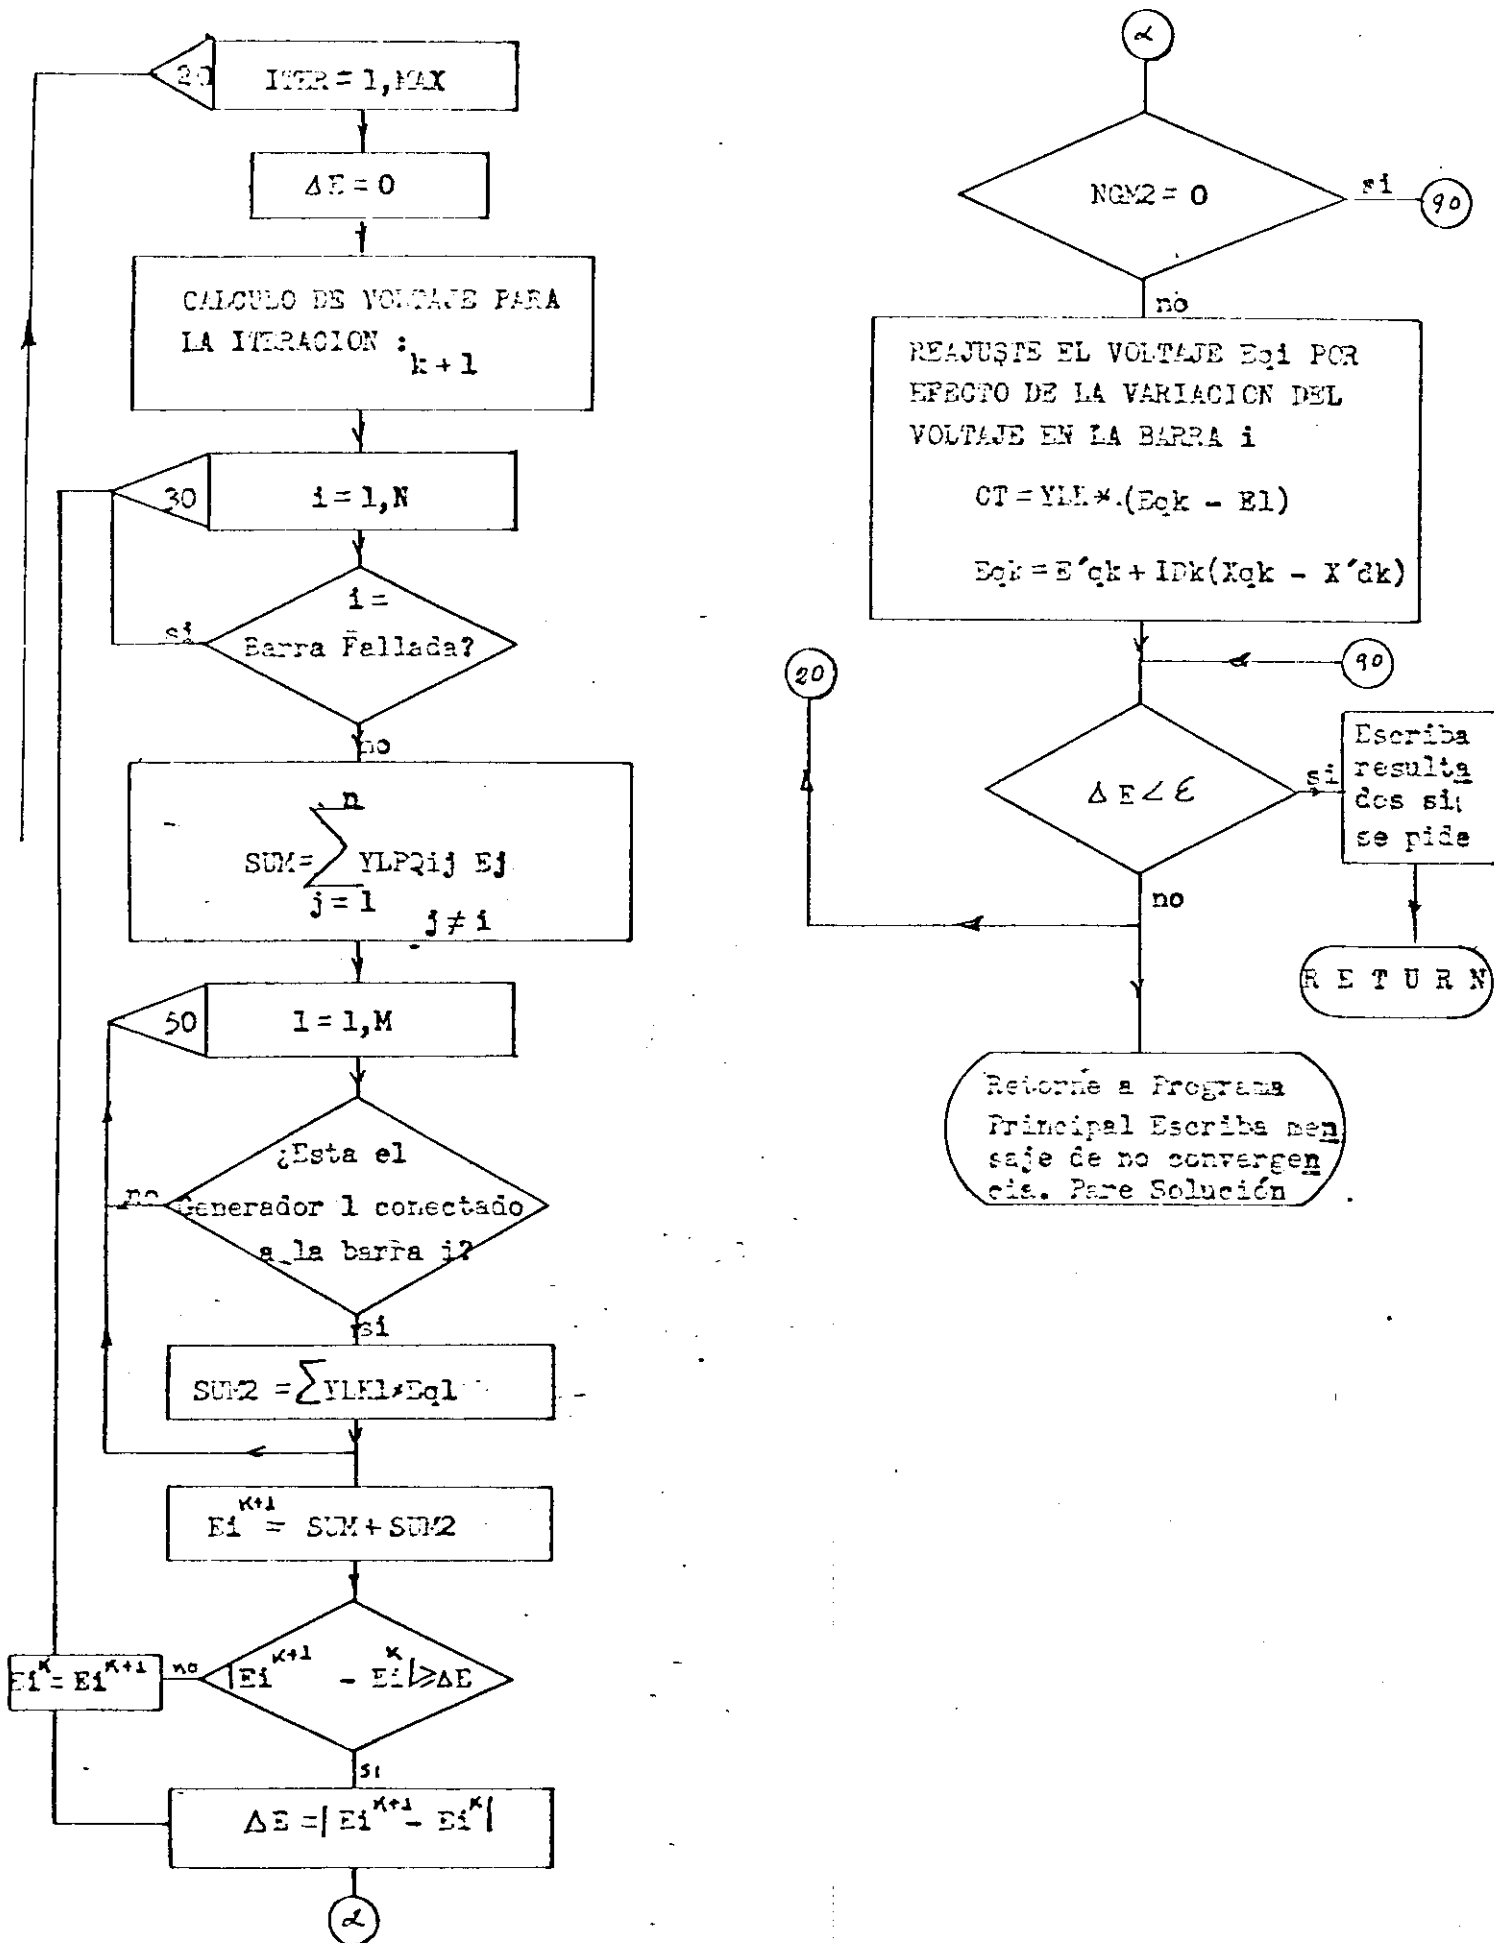 20
ITER = 1, MAX
ΔE = 0
CALCULO DE VOLTAJE PARA
LA ITERACION :
k + 1
30
i = 1, N
i =
si
Barra Fallada?
no
n
SUM= ∑ YLPQij Ej
j = 1
j ≠ i
50
l = 1, M
¿Esta el
no
Generador l conectado
a la barra i?
si
SUM2 = ∑ YLKl*Eql
Ei^K+1 = SUM + SUM2
Ei^K = Ei^K+1
no
|Ei^K+1 - Ei^K| ≥ ΔE
si
ΔE = | Ei^K+1 - Ei^K |
α
α
NGM2 = 0
si
90
no
REAJUSTE EL VOLTAJE Eqi POR
EFECTO DE LA VARIACION DEL
VOLTAJE EN LA BARRA i
CT = YLK *.(Eqk - El)
Eqk = E´qk + IDk(Xqk - X´dk)
20
90
ΔE < ε
si
Escriba
resulta
dos si
se pide
no
R E T U R N
Retorne a Programa
Principal Escriba men
saje de no convergen
cia. Pare Solución